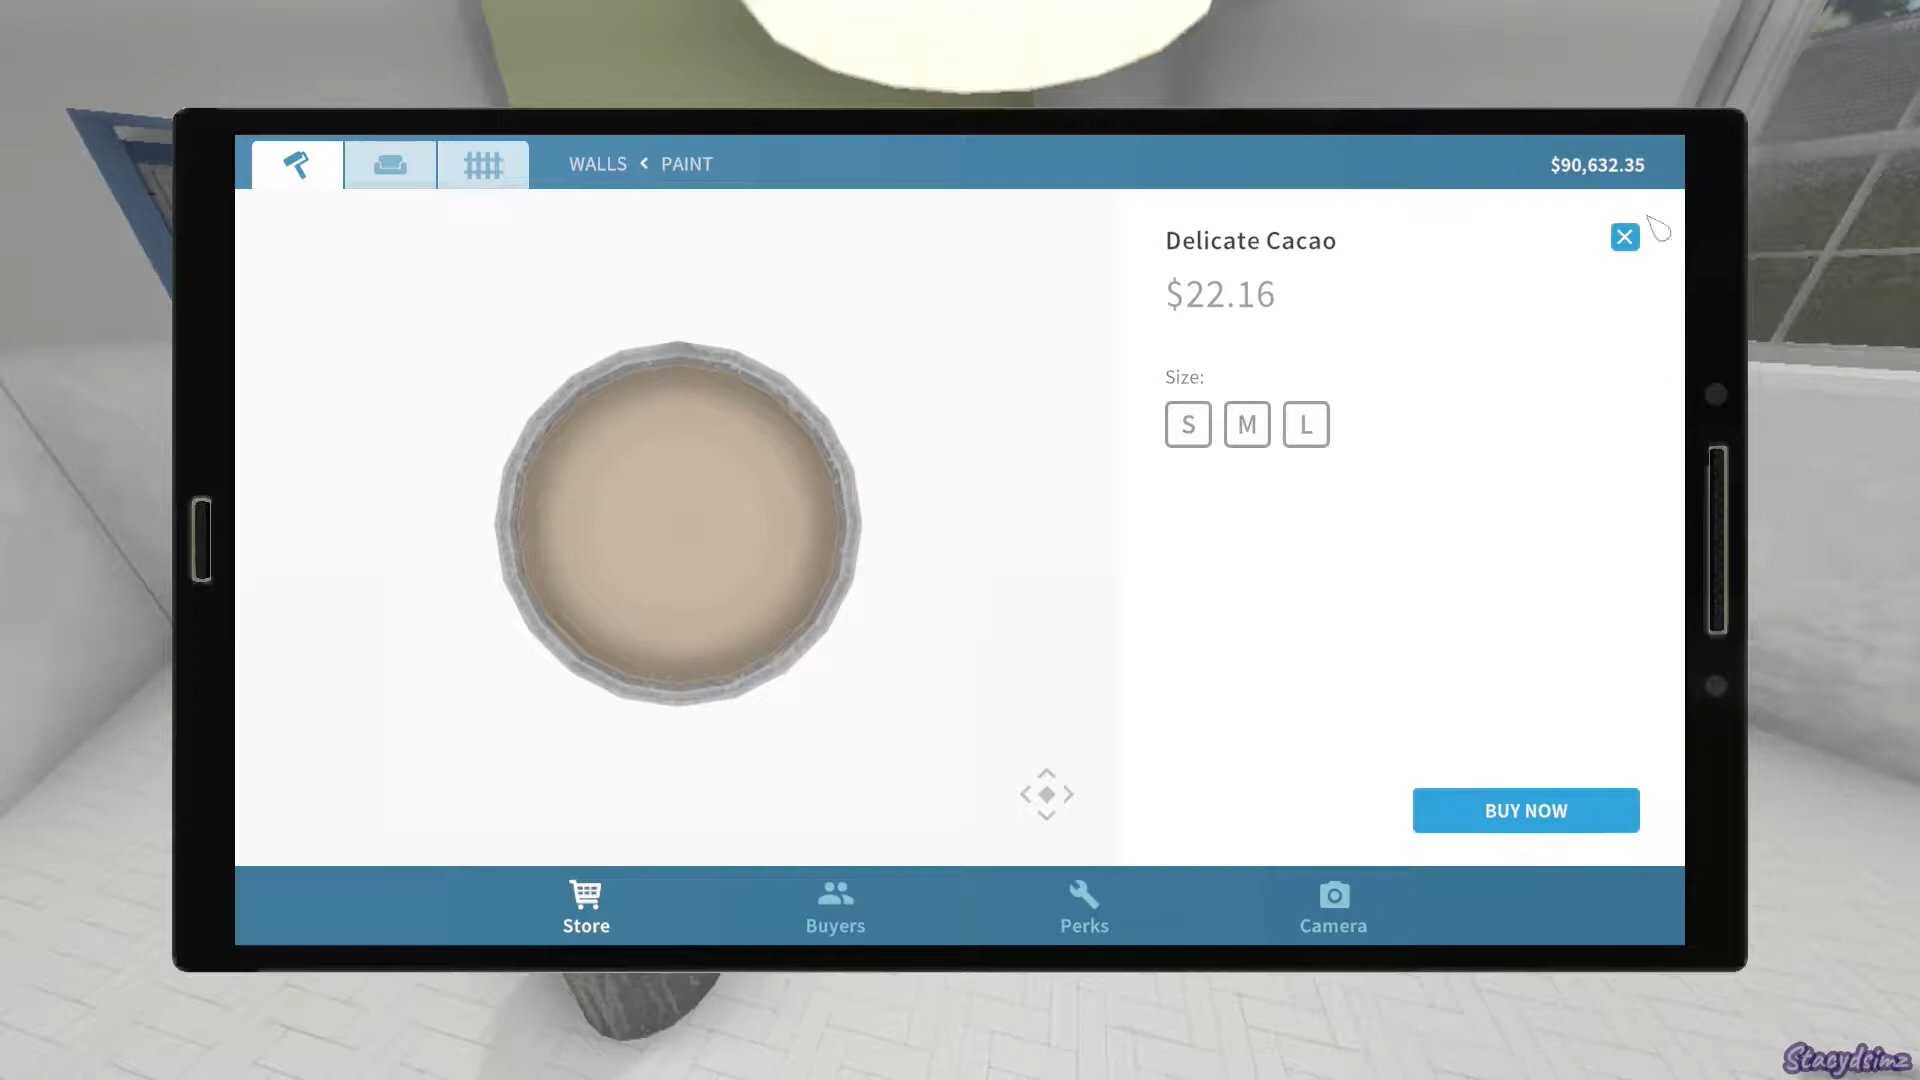 WALLS < PAINT
$90,632.35
Delicate Cacao
$22.16
Size:
S M L
BUY NOW
Store
Buyers
Perks
Camera
Stacydsimz